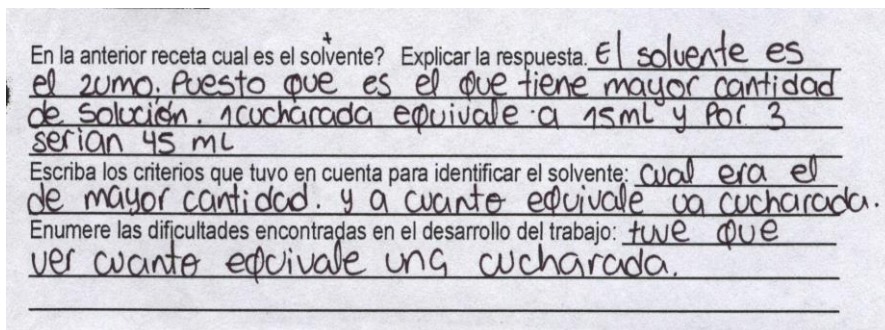 En la anterior receta cual es el solvente? Explicar la respuesta. El solvente es
el zumo. Puesto que es el que tiene mayor cantidad
de solución. 1 cucharada equivale a 15mL y Por 3
serian 45 mL
Escriba los criterios que tuvo en cuenta para identificar el solvente: cual era el
de mayor cantidad. y a cuanto equivale ua cucharada.
Enumere las dificultades encontradas en el desarrollo del trabajo: tuve que
ver cuanto equivale una cucharada.